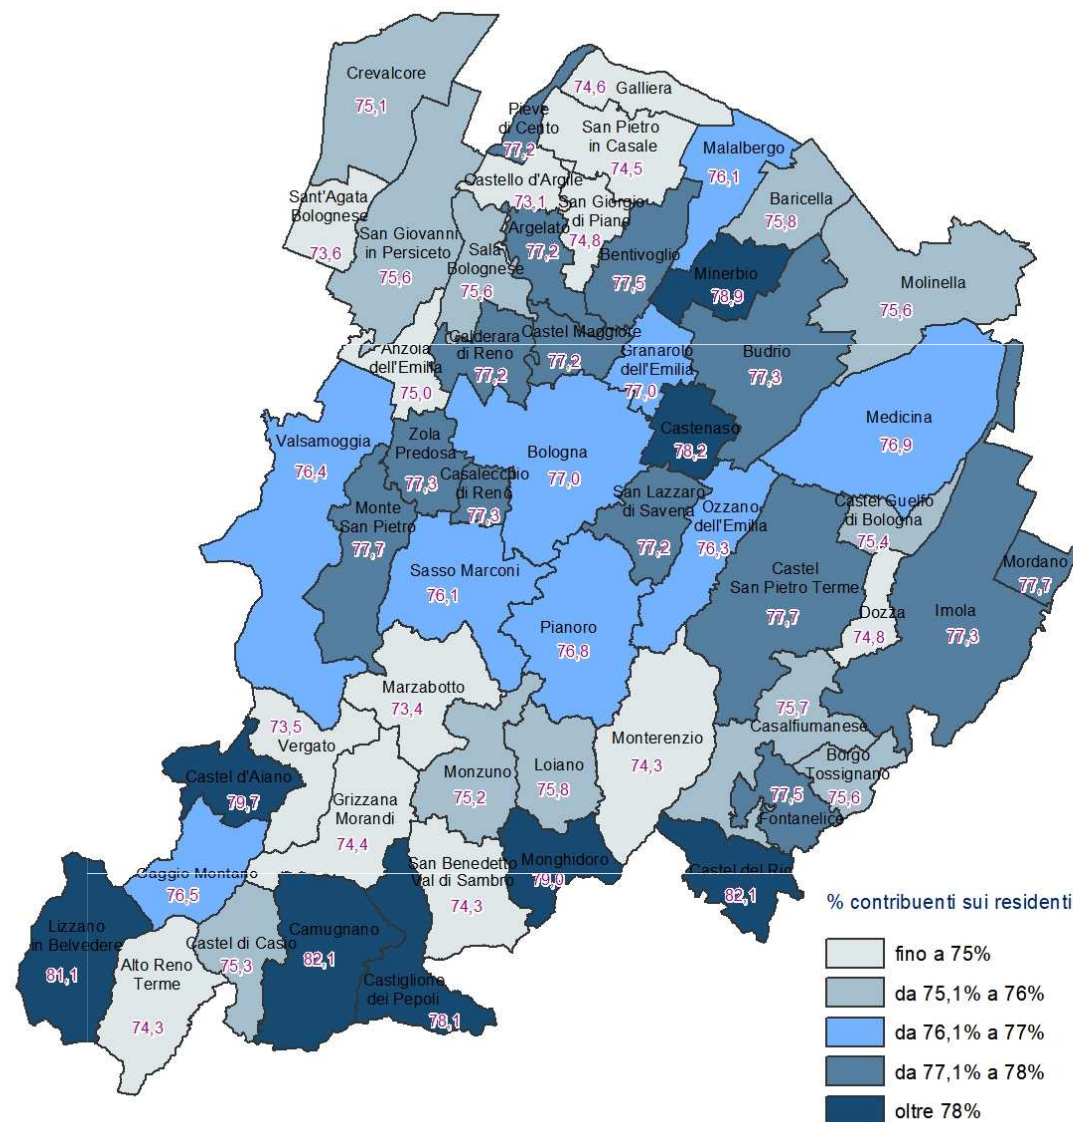 Crevalcore
75,1
74,6 Galliera
Pieve
di Cento
77,2
San Pietro
in Casale
74,5
Malalbergo
76,1
Castello d'Argile
73,1
Sant'Agata
Bolognese
73,6
San Giorgio
di Piano
74,8
Baricella
75,8
San Giovanni
in Persiceto
75,6
Argelato
77,2
Sala
Bolognese
75,6
Bentivoglio
77,5
Minerbio
78,9
Molinella
75,6
Anzola
dell'Emilia
75,0
Calderara
di Reno
77,2
Castel Maggiore
77,2
Granarolo
dell'Emilia
77,0
Budrio
77,3
Medicina
76,9
Valsamoggia
76,4
Zola
Predosa
77,3
Bologna
77,0
Castenaso
78,2
Casalecchio
di Reno
77,3
San Lazzaro
di Savena
77,2
Ozzano
dell'Emilia
76,3
Castel Guelfo
di Bologna
75,4
Monte
San Pietro
77,7
Sasso Marconi
76,1
Castel
San Pietro Terme
77,7
Mordano
77,7
Dozza
74,8
Imola
77,3
Pianoro
76,8
Marzabotto
73,4
73,5
Vergato
75,7
Casalfiumanese
Monterenzio
74,3
Castel d'Aiano
79,7
Monzuno
75,2
Loiano
75,8
Borgo
Tossignano
75,6
77,5
Fontanelice
Grizzana
Morandi
74,4
San Benedetto
Val di Sambro
74,3
Monghidoro
79,0
Castel del Rio
82,1
Gaggio Montano
76,5
Lizzano
in Belvedere
81,1
Castel di Casio
75,3
Camugnano
82,1
Alto Reno
Terme
74,3
Castiglione
dei Pepoli
78,1
% contribuenti sui residenti
fino a 75%
da 75,1% a 76%
da 76,1% a 77%
da 77,1% a 78%
oltre 78%